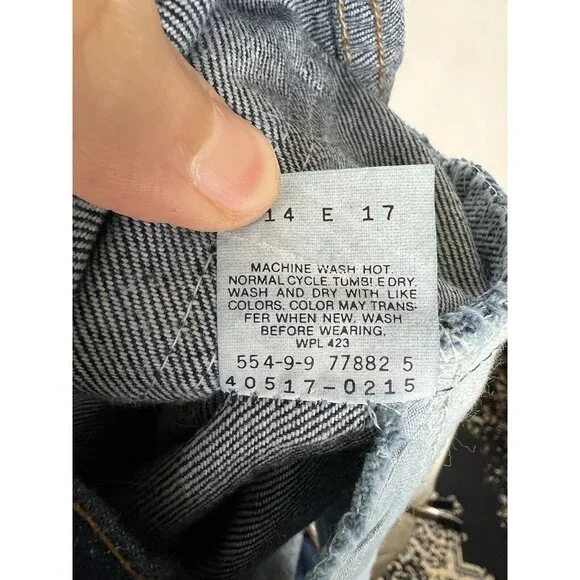 14 E 17
MACHINE WASH HOT,
NORMAL CYCLE. TUMBLE DRY.
WASH AND DRY WITH LIKE
COLORS. COLOR MAY TRANS-
FER WHEN NEW. WASH
BEFORE WEARING.
WPL 423
554-9-9 77882 5
40517-0215